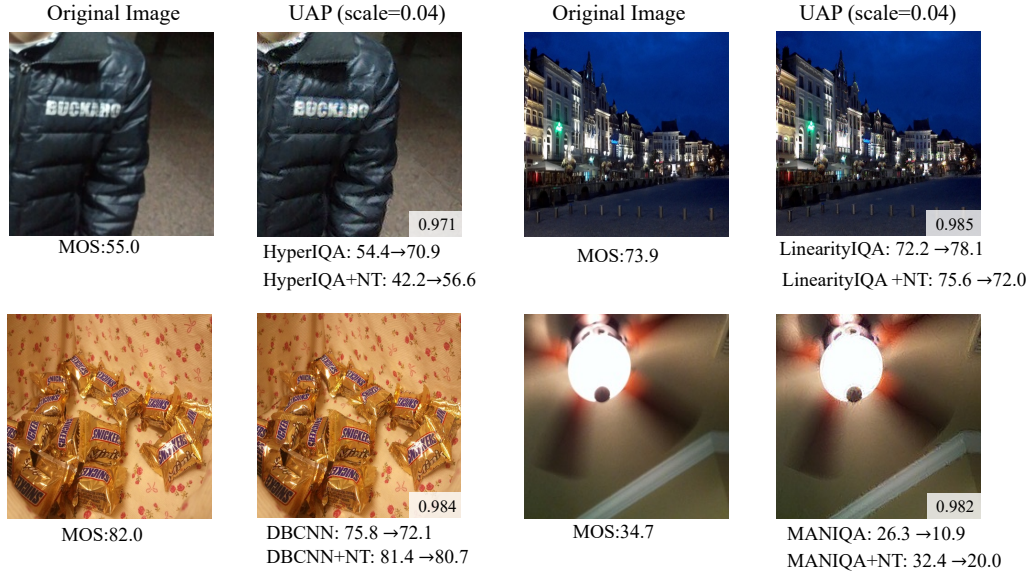 Original Image
UAP (scale=0.04)
Original Image
UAP (scale=0.04)
BUCKAHO
BUCKAHO
0.971
0.985
MOS:55.0
HyperIQA: 54.4→70.9
HyperIQA+NT: 42.2→56.6
MOS:73.9
LinearityIQA: 72.2 →78.1
LinearityIQA +NT: 75.6 →72.0
SNICKERS
SNICKERS
SNICKERS
SNICKERS
0.984
0.982
MOS:82.0
DBCNN: 75.8 →72.1
DBCNN+NT: 81.4 →80.7
MOS:34.7
MANIQA: 26.3 →10.9
MANIQA+NT: 32.4 →20.0